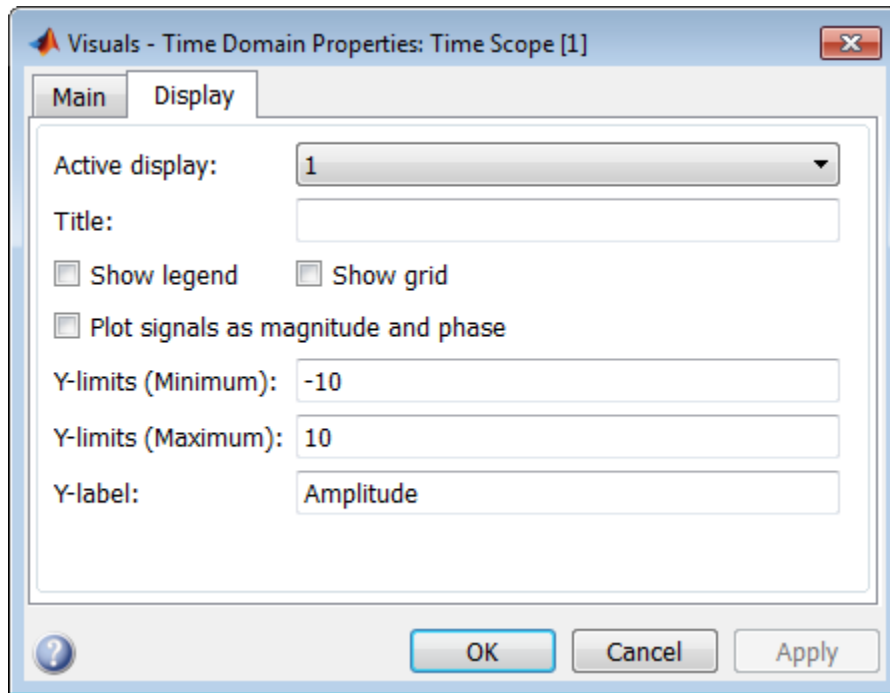 Visuals - Time Domain Properties: Time Scope [1]
Main Display
Active display: 1
Title:
Show legend Show grid
Plot signals as magnitude and phase
Y-limits (Minimum): -10
Y-limits (Maximum): 10
Y-label: Amplitude
? OK Cancel Apply